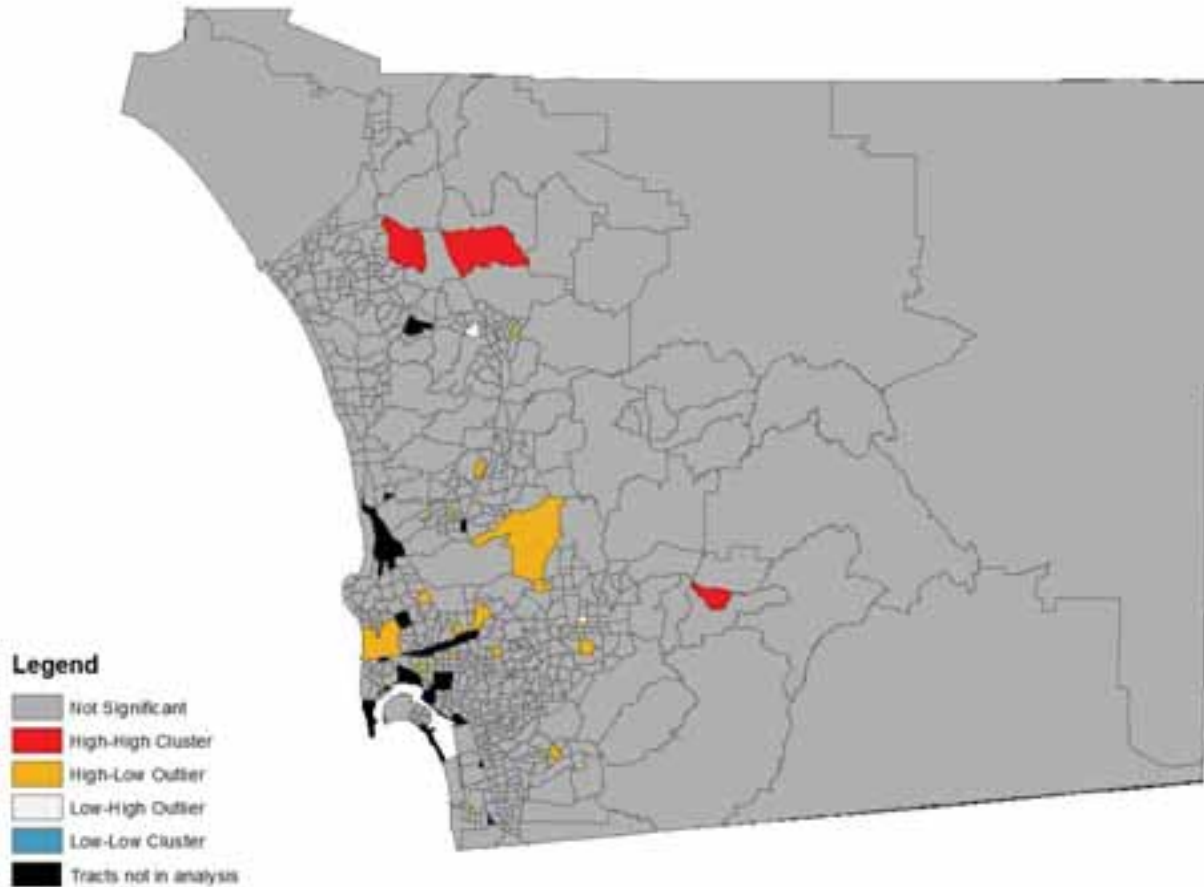 Legend
Not Significant
High-High Cluster
High-Low Outlier
Low-High Outlier
Low-Low Cluster
Tracts not in analysis